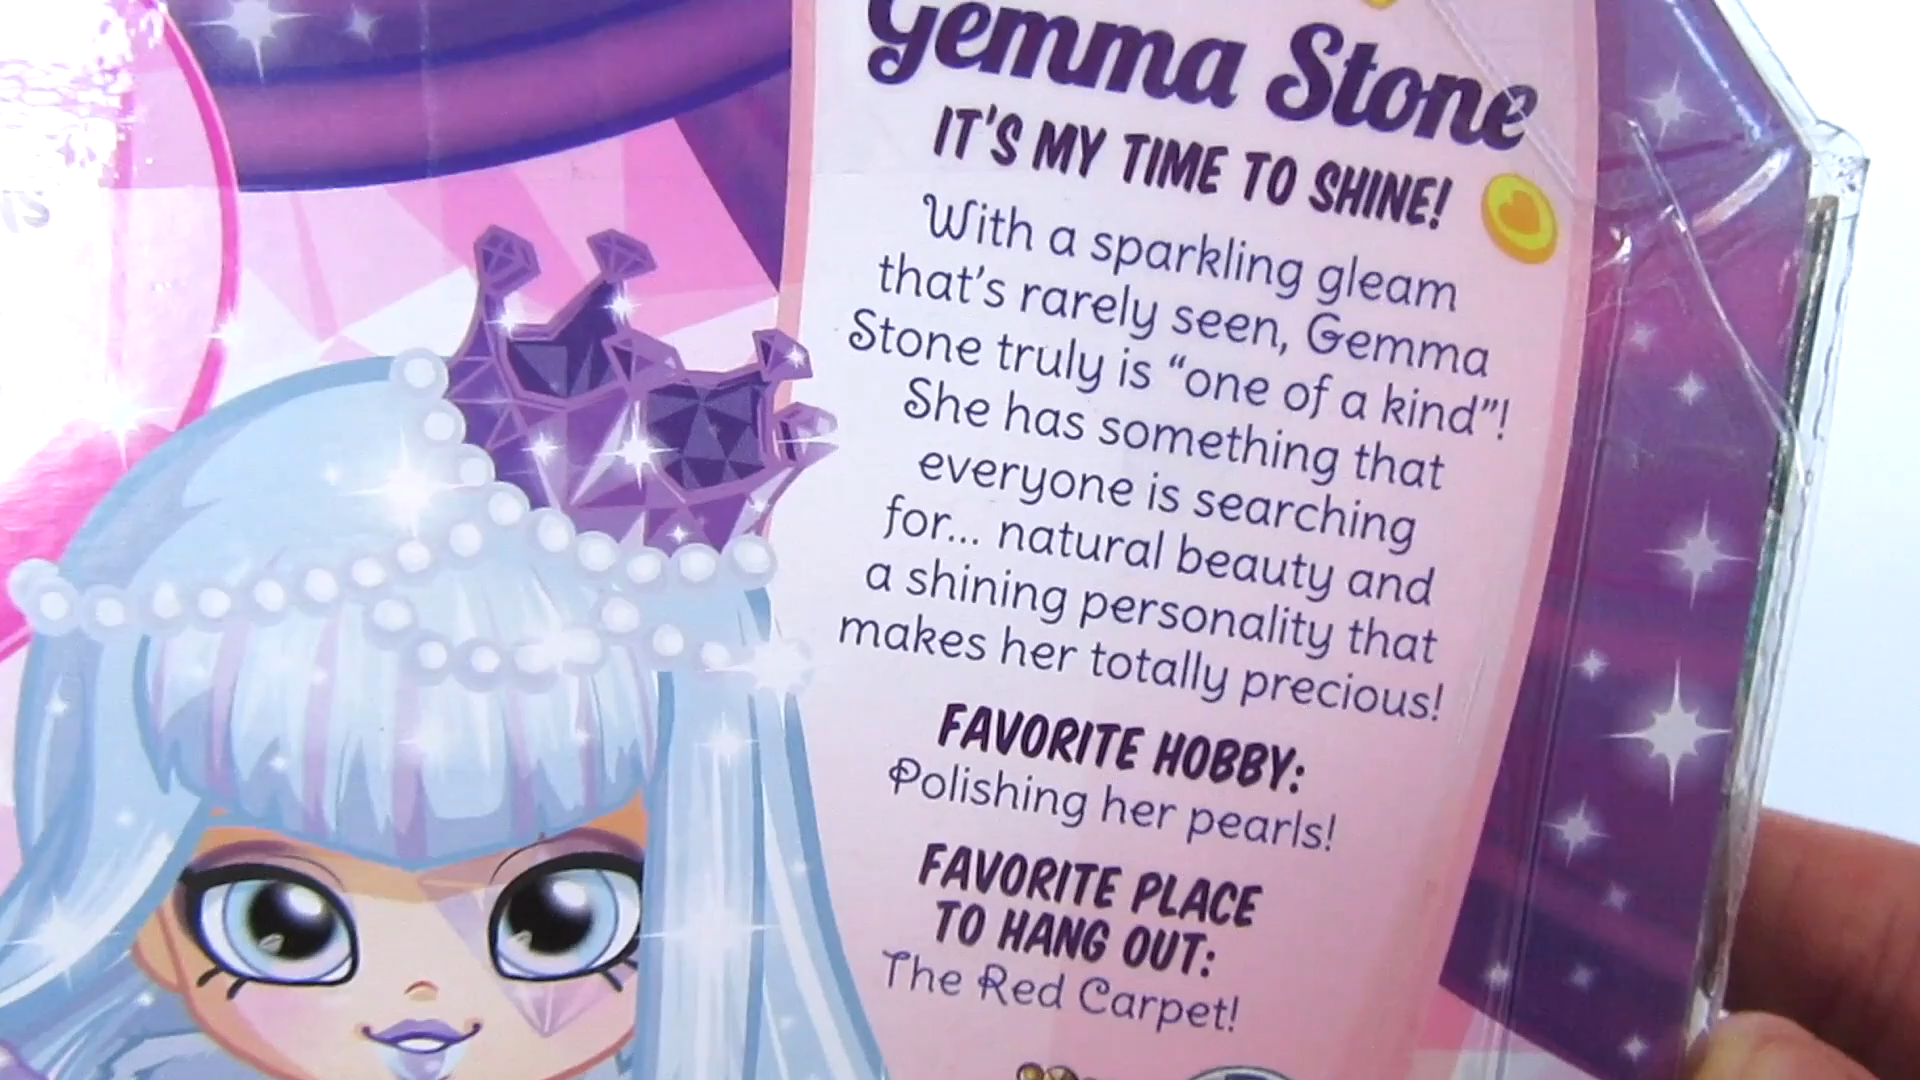 Gemma Stone
IT'S MY TIME TO SHINE!
With a sparkling gleam
that's rarely seen, Gemma
Stone truly is “one of a kind”!
She has something that
everyone is searching
for... natural beauty and
a shining personality that
makes her totally precious!
FAVORITE HOBBY:
Polishing her pearls!
FAVORITE PLACE
TO HANG OUT:
The Red Carpet!